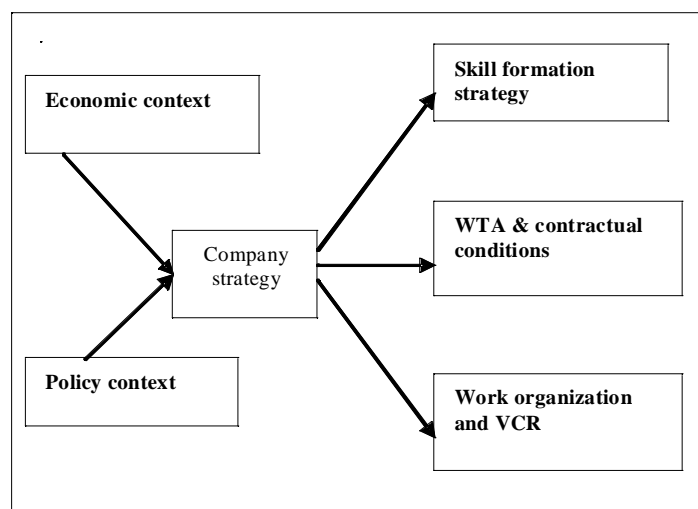 Economic context
Policy context
Company
strategy
Skill formation
strategy
WTA & contractual
conditions
Work organization
and VCR